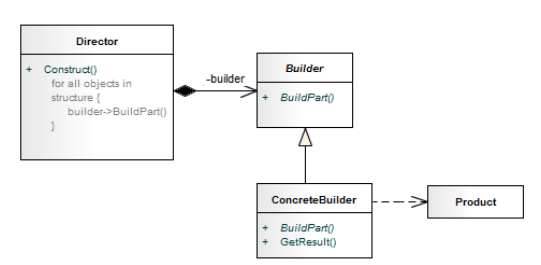 Director
+ Construct()
for all objects in
structure {
builder->BuildPart()
}
-builder
Builder
+ BuildPart()
ConcreteBuilder
+ BuildPart()
+ GetResult()
Product